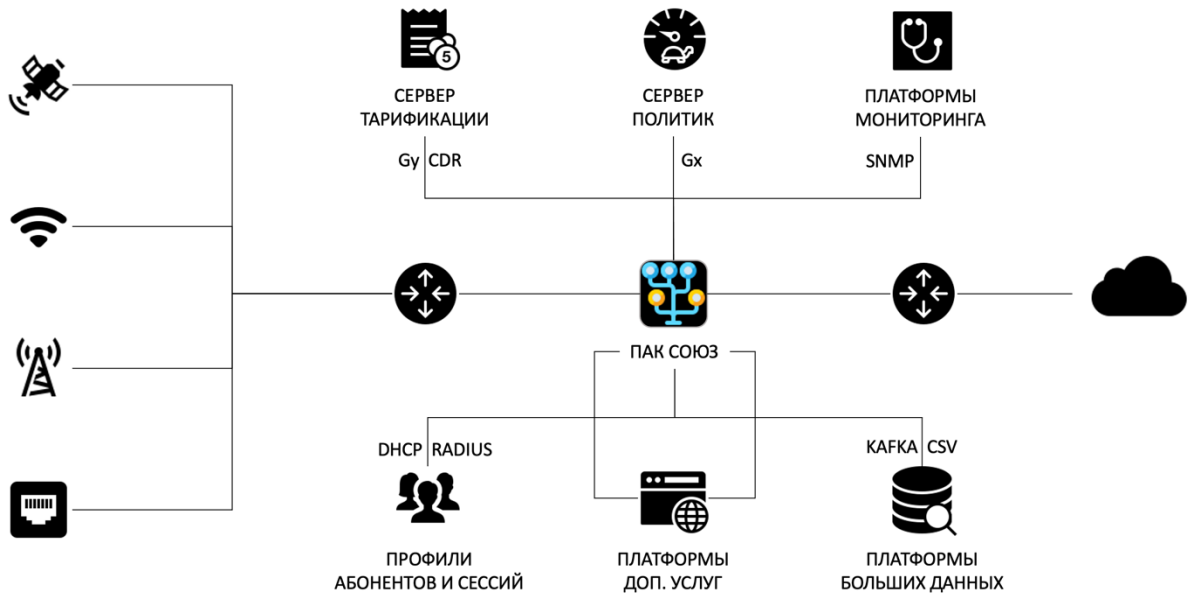 5
СЕРВЕР
ТАРИФИКАЦИИ
СЕРВЕР
ПОЛИТИК
ПЛАТФОРМЫ
МОНИТОРИНГА
Gy CDR
Gx
SNMP
ПАК СОЮЗ
DHCP RADIUS
KAFKA CSV
ПРОФИЛИ
АБОНЕНТОВ И СЕССИЙ
ПЛАТФОРМЫ
ДОП. УСЛУГ
ПЛАТФОРМЫ
БОЛЬШИХ ДАННЫХ